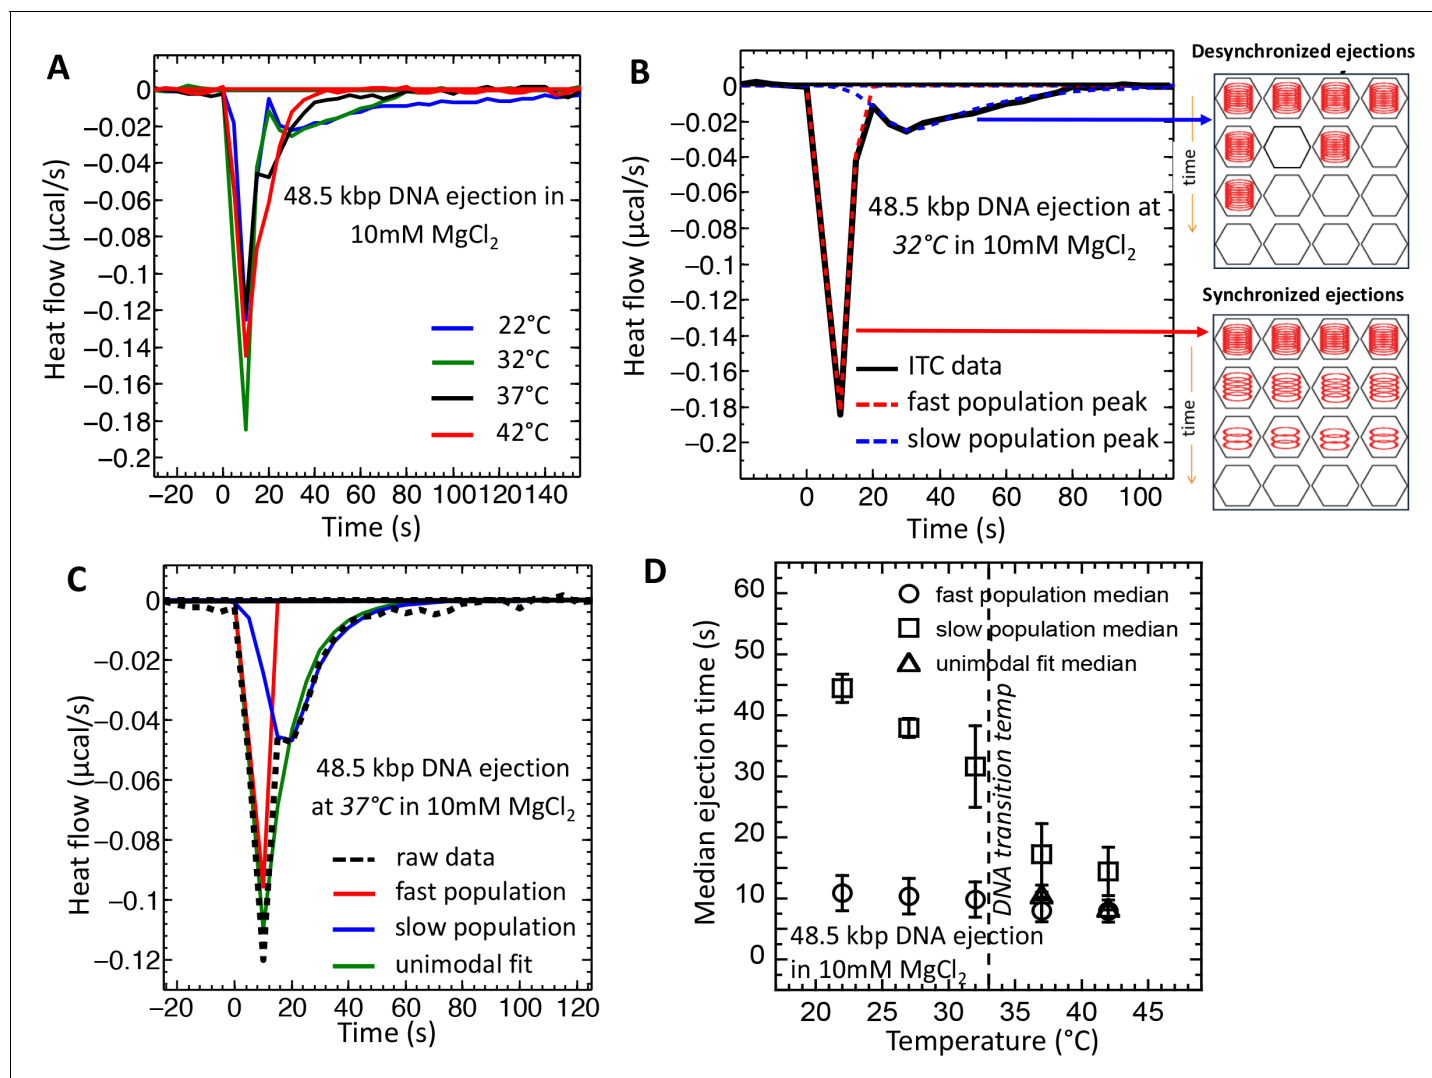 A
0
−0.02
−0.04
−0.06
−0.08
−0.1
−0.12
−0.14
−0.16
−0.18
−0.2
Heat flow (µcal/s)
48.5 kbp DNA ejection in
10mM MgCl2
22°C
32°C
37°C
42°C
−20 0 20 40 60 80 100 120 140
Time (s)
B
0
−0.02
−0.04
−0.06
−0.08
−0.1
−0.12
−0.14
−0.16
−0.18
−0.2
Heat flow (µcal/s)
48.5 kbp DNA ejection at
32°C in 10mM MgCl2
ITC data
fast population peak
slow population peak
0 20 40 60 80 100
Time (s)
Desynchronized ejections
time
Synchronized ejections
time
C
0
−0.02
−0.04
−0.06
−0.08
−0.1
−0.12
Heat flow (µcal/s)
48.5 kbp DNA ejection
at 37°C in 10mM MgCl2
raw data
fast population
slow population
unimodal fit
−20 0 20 40 60 80 100 120
Time (s)
D
60
50
40
30
20
10
0
Median ejection time (s)
fast population median
slow population median
unimodal fit median
DNA transition temp
48.5 kbp DNA ejection
in 10mM MgCl2
20 25 30 35 40 45
Temperature (°C)